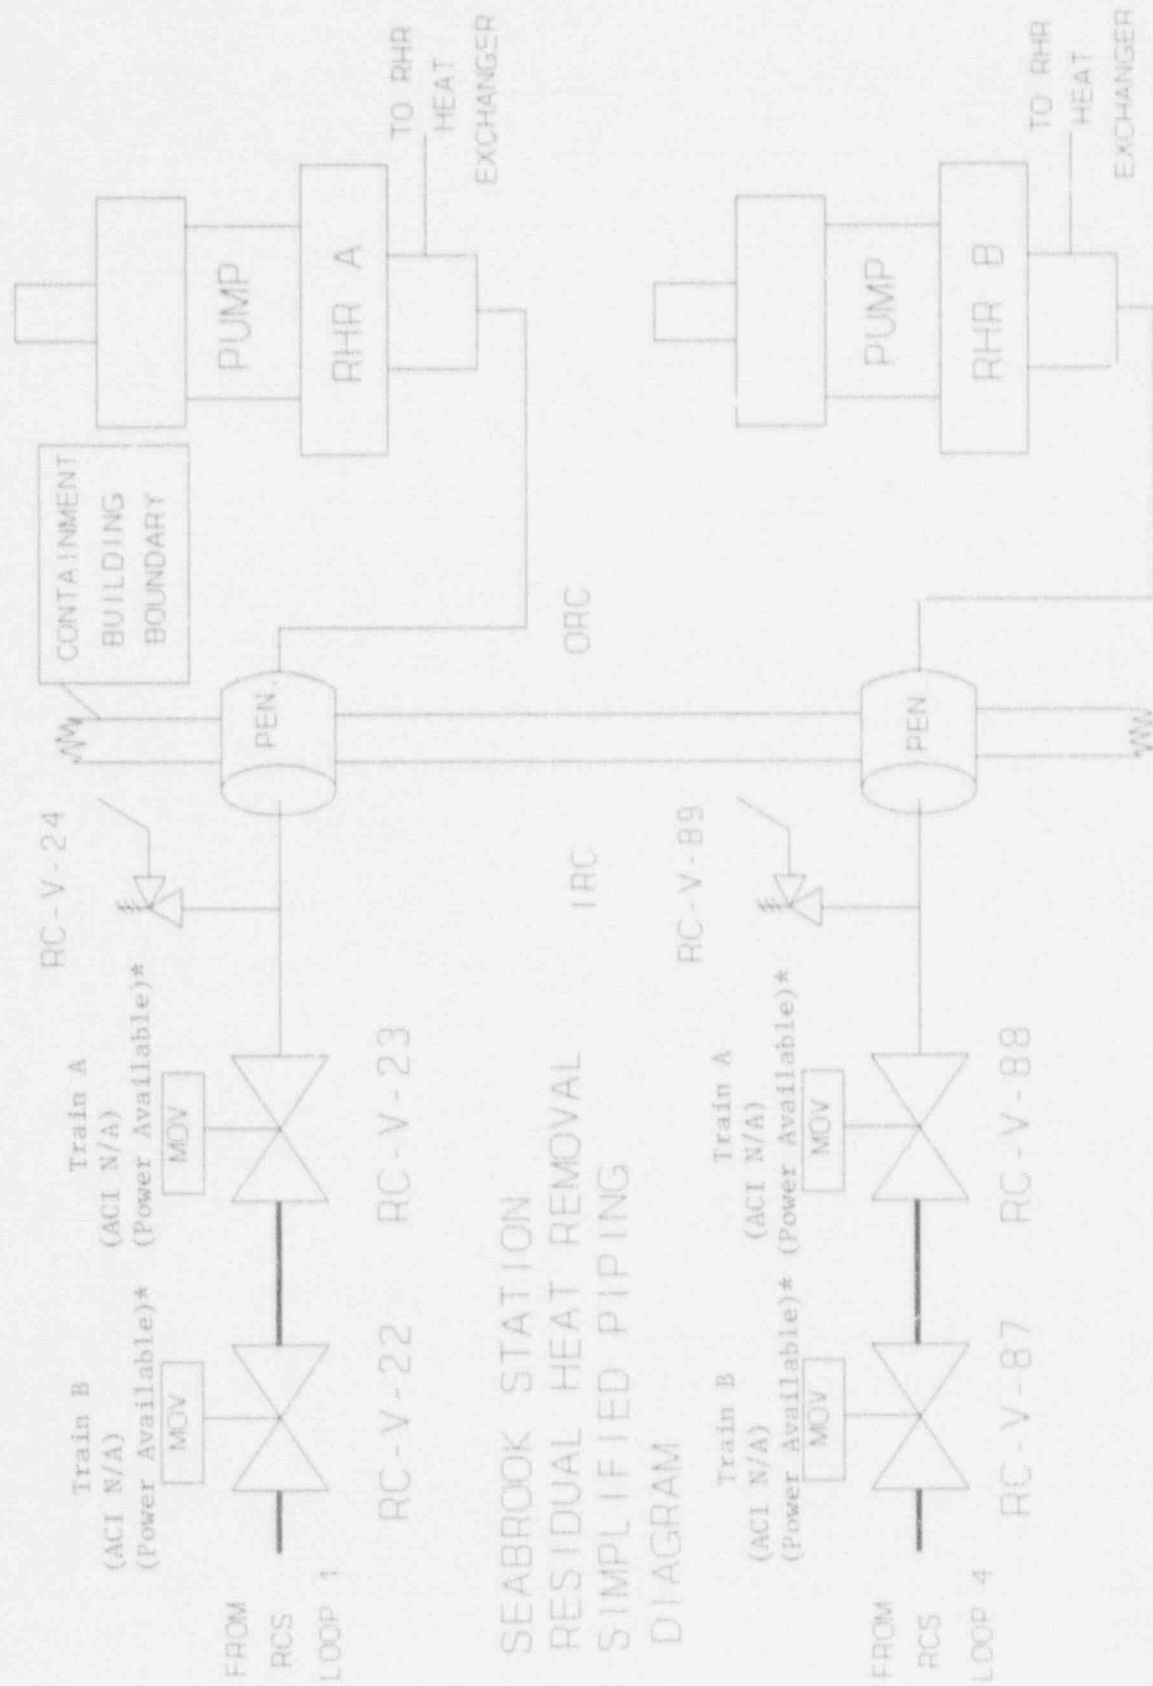 RC-V-24
CONTAINMENT
BUILDING
BOUNDARY
Train B
(ACI N/A)
(Power Available)*
MOV
Train A
(ACI N/A)
(Power Available)*
MOV
FROM
RCS
LOOP 1
RC-V-22
RC-V-23
PEN.
PUMP
RHR A
TO RHR
HEAT
EXCHANGER
SEABROOK STATION
RESIDUAL HEAT REMOVAL
SIMPLIFIED PIPING
DIAGRAM
IRC
ORC
RC-V-89
Train B
(ACI N/A)
(Power Available)*
MOV
Train A
(ACI N/A)
(Power Available)*
MOV
FROM
RCS
LOOP 4
RC-V-87
RC-V-88
PEN
PUMP
RHR B
TO RHR
HEAT
EXCHANGER